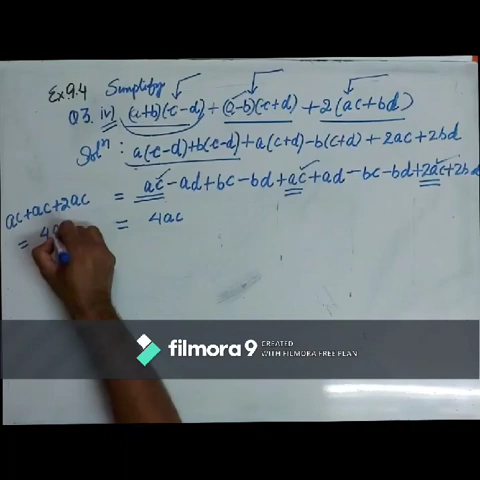 Ex 9.4 Simplify
Q3. iv) (a+b)(c-d) + (a-b)(c+d) + 2(ac+bd)
Solⁿ : a(c-d)+b(c-d)+a(c+d)-b(c+d)+2ac+2bd
= ac-ad+bc-bd+ac+ad-bc-bd+2ac+2bd
ac+ac+2ac
= 4ac
= 4a
filmora 9 CREATED
WITH FILMORA FREE PLAN